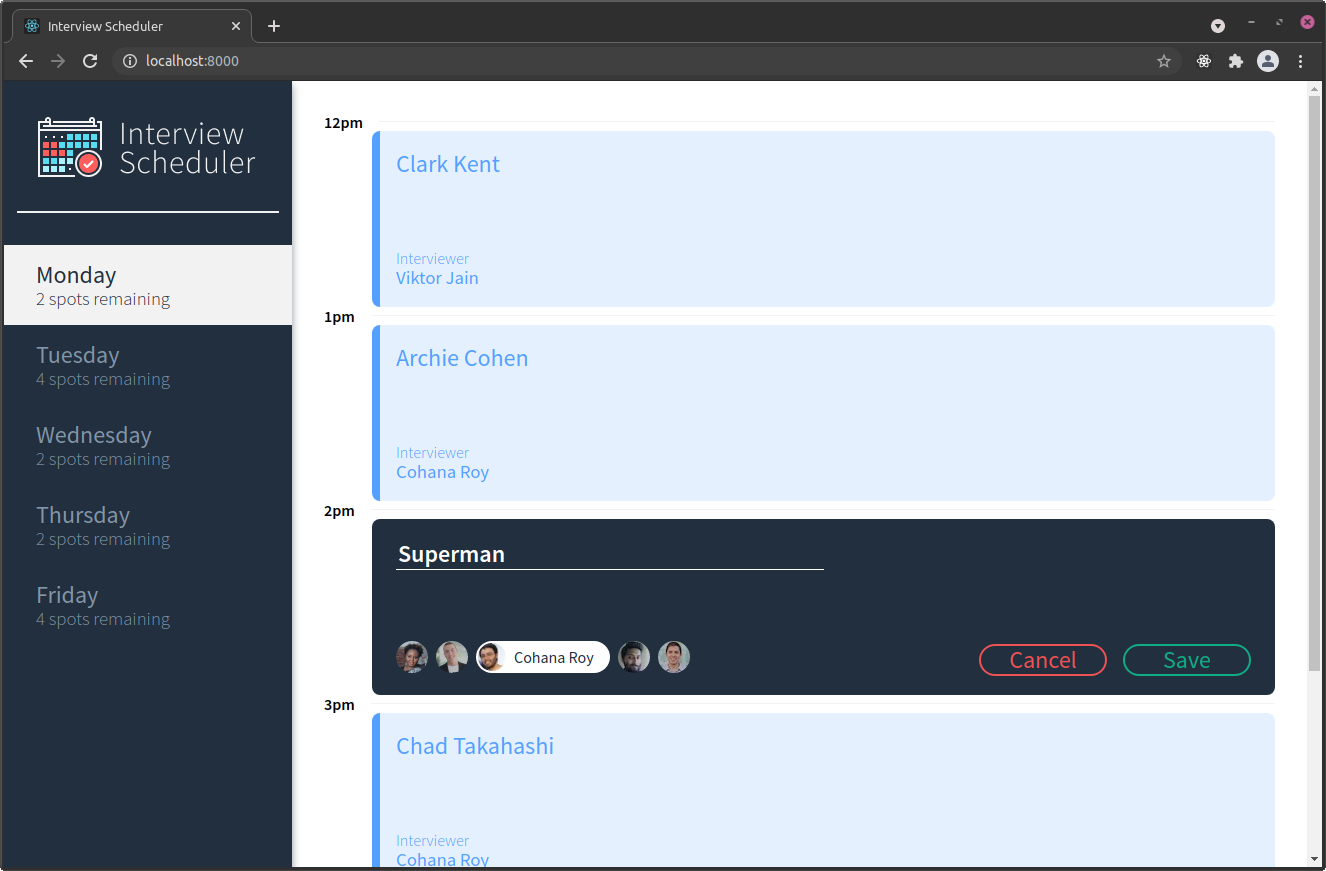 Interview Scheduler
localhost:8000
Interview
Scheduler
Monday
2 spots remaining
Tuesday
4 spots remaining
Wednesday
2 spots remaining
Thursday
2 spots remaining
Friday
4 spots remaining
12pm
Clark Kent
Interviewer
Viktor Jain
1pm
Archie Cohen
Interviewer
Cohana Roy
2pm
Superman
Cohana Roy
Cancel
Save
3pm
Chad Takahashi
Interviewer
Cohana Roy